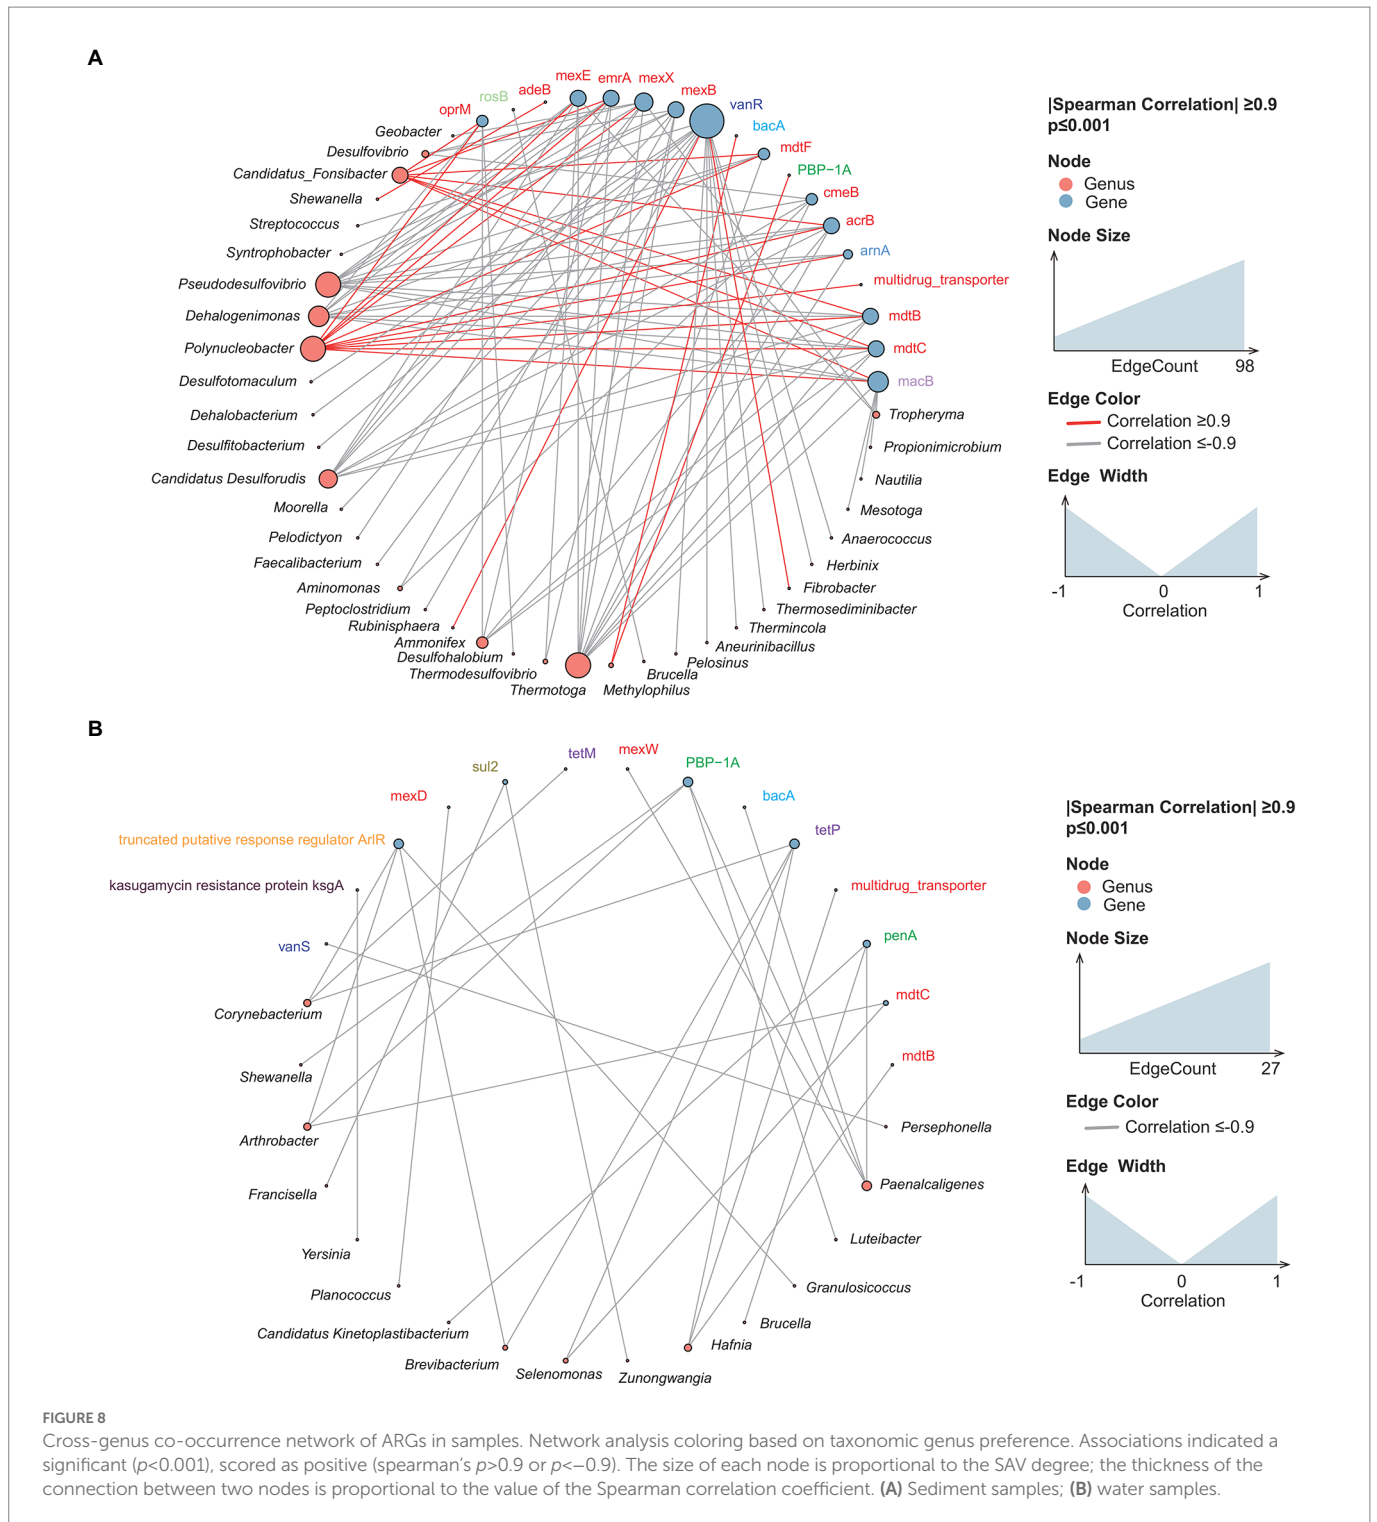 A
mexE
emrA
mexX
mexB
adeB
rosB
oprM
vanR
bacA
mdtF
PBP−1A
cmeB
acrB
arnA
multidrug_transporter
mdtB
mdtC
macB
Geobacter
Desulfovibrio
Candidatus_Fonsibacter
Shewanella
Streptococcus
Syntrophobacter
Pseudodesulfovibrio
Dehalogenimonas
Polynucleobacter
Desulfotomaculum
Dehalobacterium
Desulfitobacterium
Candidatus Desulforudis
Moorella
Pelodictyon
Faecalibacterium
Aminomonas
Peptoclostridium
Rubinisphaera
Ammonifex
Desulfohalobium
Thermodesulfovibrio
Thermotoga
Methylophilus
Brucella
Pelosinus
Aneurinibacillus
Thermincola
Thermosediminibacter
Fibrobacter
Herbinix
Anaerococcus
Mesotoga
Nautilia
Propionimicrobium
Tropheryma
|Spearman Correlation| ≥0.9
p≤0.001
Node
Genus
Gene
Node Size
EdgeCount
98
Edge Color
Correlation ≥0.9
Correlation ≤-0.9
Edge Width
-1
0
1
Correlation
B
tetM
mexW
sul2
PBP−1A
mexD
bacA
truncated putative response regulator ArlR
tetP
kasugamycin resistance protein ksgA
multidrug_transporter
vanS
penA
mdtC
mdtB
Corynebacterium
Shewanella
Arthrobacter
Francisella
Yersinia
Planococcus
Candidatus Kinetoplastibacterium
Brevibacterium
Selenomonas
Zunongwangia
Hafnia
Brucella
Granulosicoccus
Luteibacter
Paenalcaligenes
Persephonella
|Spearman Correlation| ≥0.9
p≤0.001
Node
Genus
Gene
Node Size
EdgeCount
27
Edge Color
Correlation ≤-0.9
Edge Width
-1
0
1
Correlation
FIGURE 8
Cross-genus co-occurrence network of ARGs in samples. Network analysis coloring based on taxonomic genus preference. Associations indicated a
significant (p<0.001), scored as positive (spearman's p>0.9 or p<−0.9). The size of each node is proportional to the SAV degree; the thickness of the
connection between two nodes is proportional to the value of the Spearman correlation coefficient. (A) Sediment samples; (B) water samples.